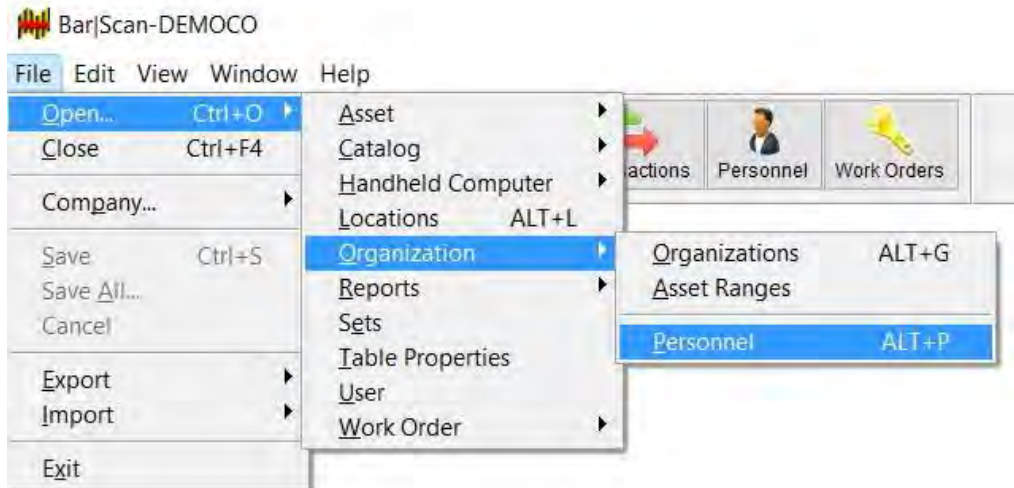 Bar|Scan-DEMOCO
File Edit View Window Help
Open... Ctrl+O
Close Ctrl+F4
Company...
Save Ctrl+S
Save All...
Cancel
Export
Import
Exit
Asset
Catalog
Handheld Computer
Locations ALT+L
Organization
Reports
Sets
Table Properties
User
Work Order
actions Personnel Work Orders
Organizations ALT+G
Asset Ranges
Personnel ALT+P